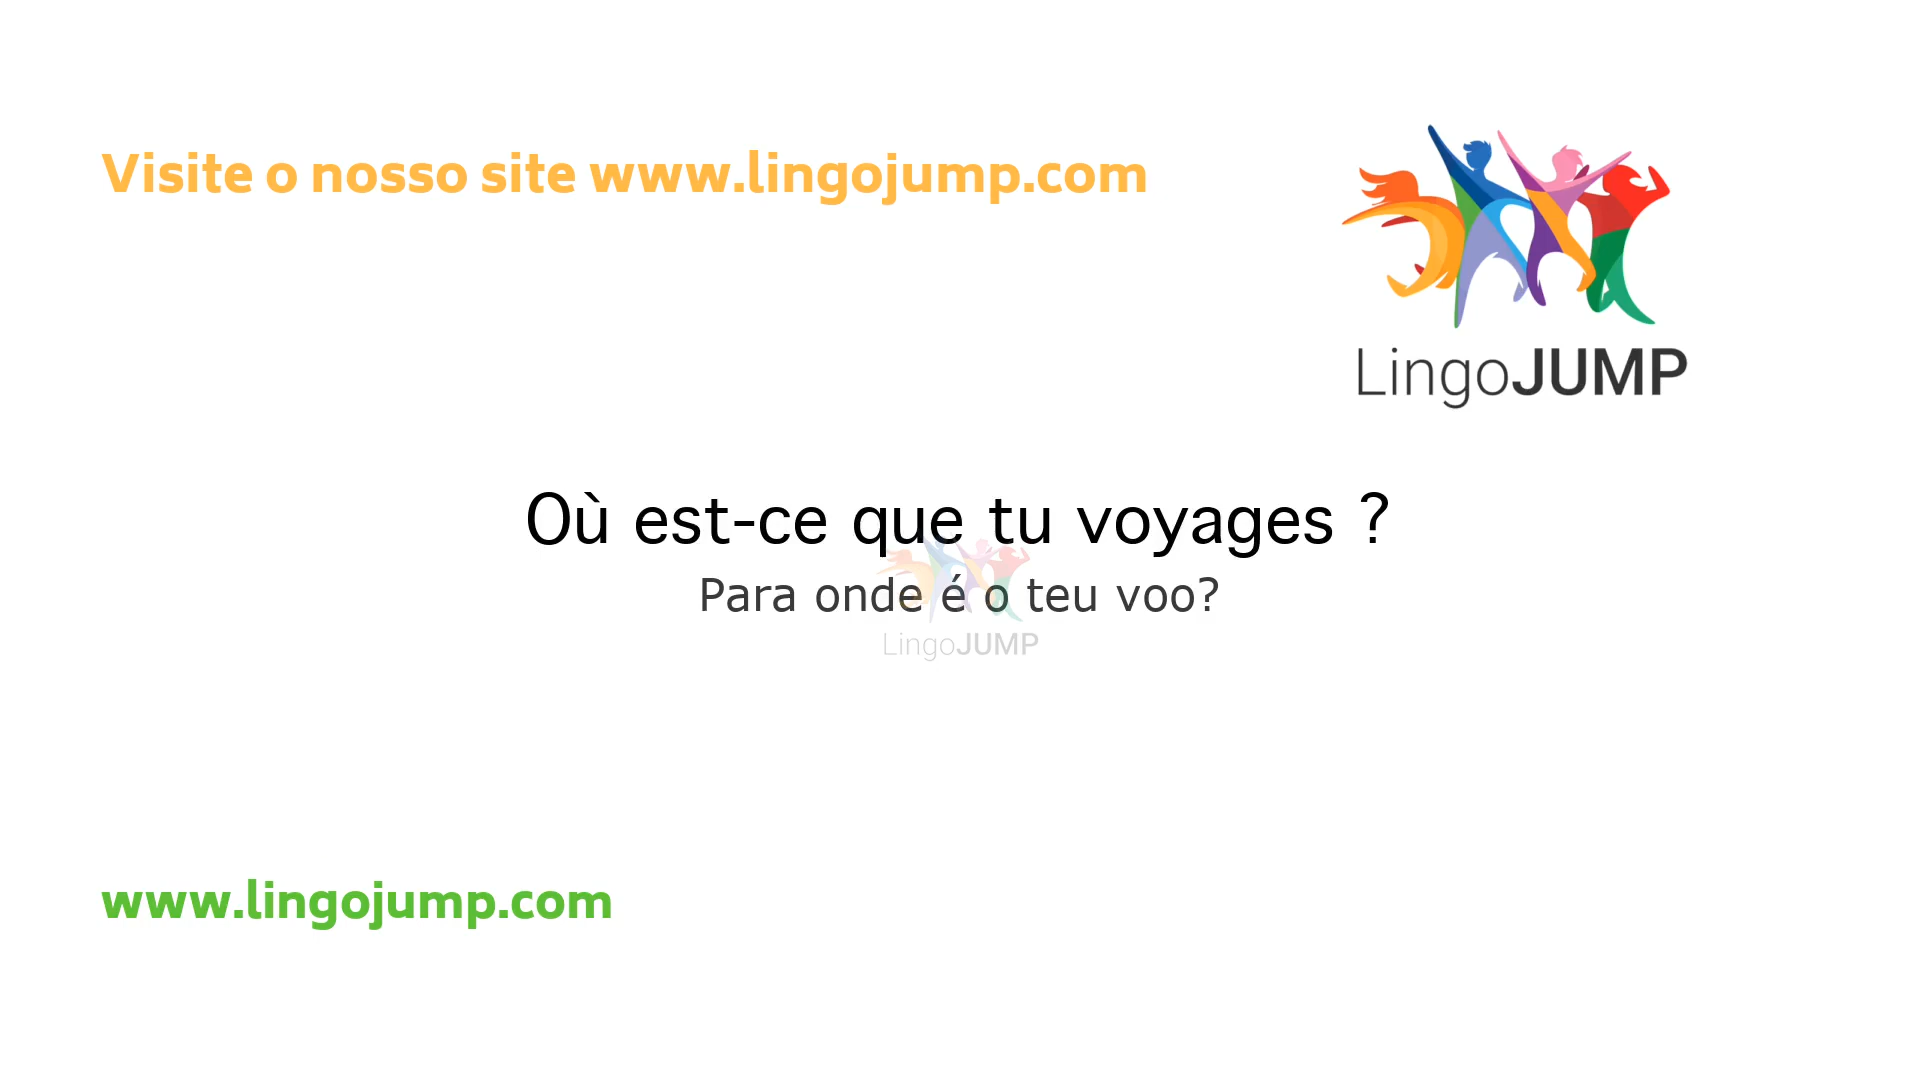 Visite o nosso site www.lingojump.com
LingoJUMP
Où est-ce que tu voyages ?
Para onde é o teu voo?
LingoJUMP
www.lingojump.com